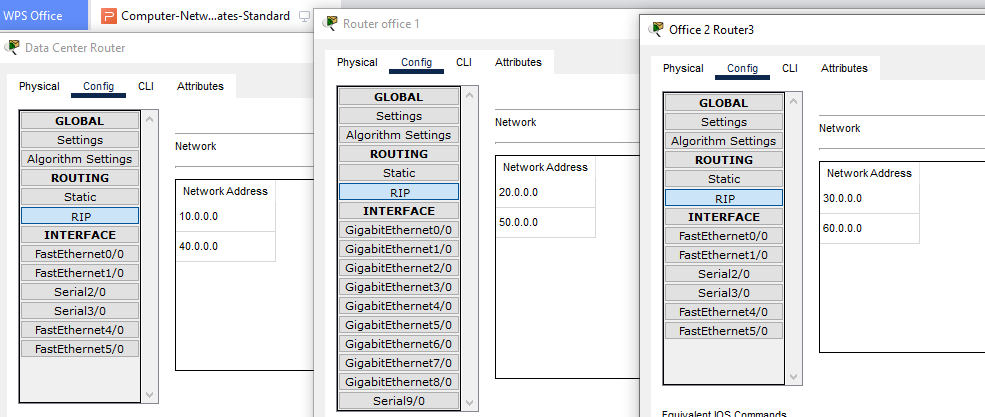 WPS Office
Computer-Netw...ates-Standard
Data Center Router
Physical Config CLI Attributes
GLOBAL
Settings
Algorithm Settings
ROUTING
Static
RIP
INTERFACE
FastEthernet0/0
FastEthernet1/0
Serial2/0
Serial3/0
FastEthernet4/0
FastEthernet5/0
Network
Network Address
10.0.0.0
40.0.0.0
Router office 1
Physical Config CLI Attributes
GLOBAL
Settings
Algorithm Settings
ROUTING
Static
RIP
INTERFACE
GigabitEthernet0/0
GigabitEthernet1/0
GigabitEthernet2/0
GigabitEthernet3/0
GigabitEthernet4/0
GigabitEthernet5/0
GigabitEthernet6/0
GigabitEthernet7/0
GigabitEthernet8/0
Serial9/0
Network
Network Address
20.0.0.0
50.0.0.0
Office 2 Router3
Physical Config CLI Attributes
GLOBAL
Settings
Algorithm Settings
ROUTING
Static
RIP
INTERFACE
FastEthernet0/0
FastEthernet1/0
Serial2/0
Serial3/0
FastEthernet4/0
FastEthernet5/0
Network
Network Address
30.0.0.0
60.0.0.0
Equivalent IOS Commands